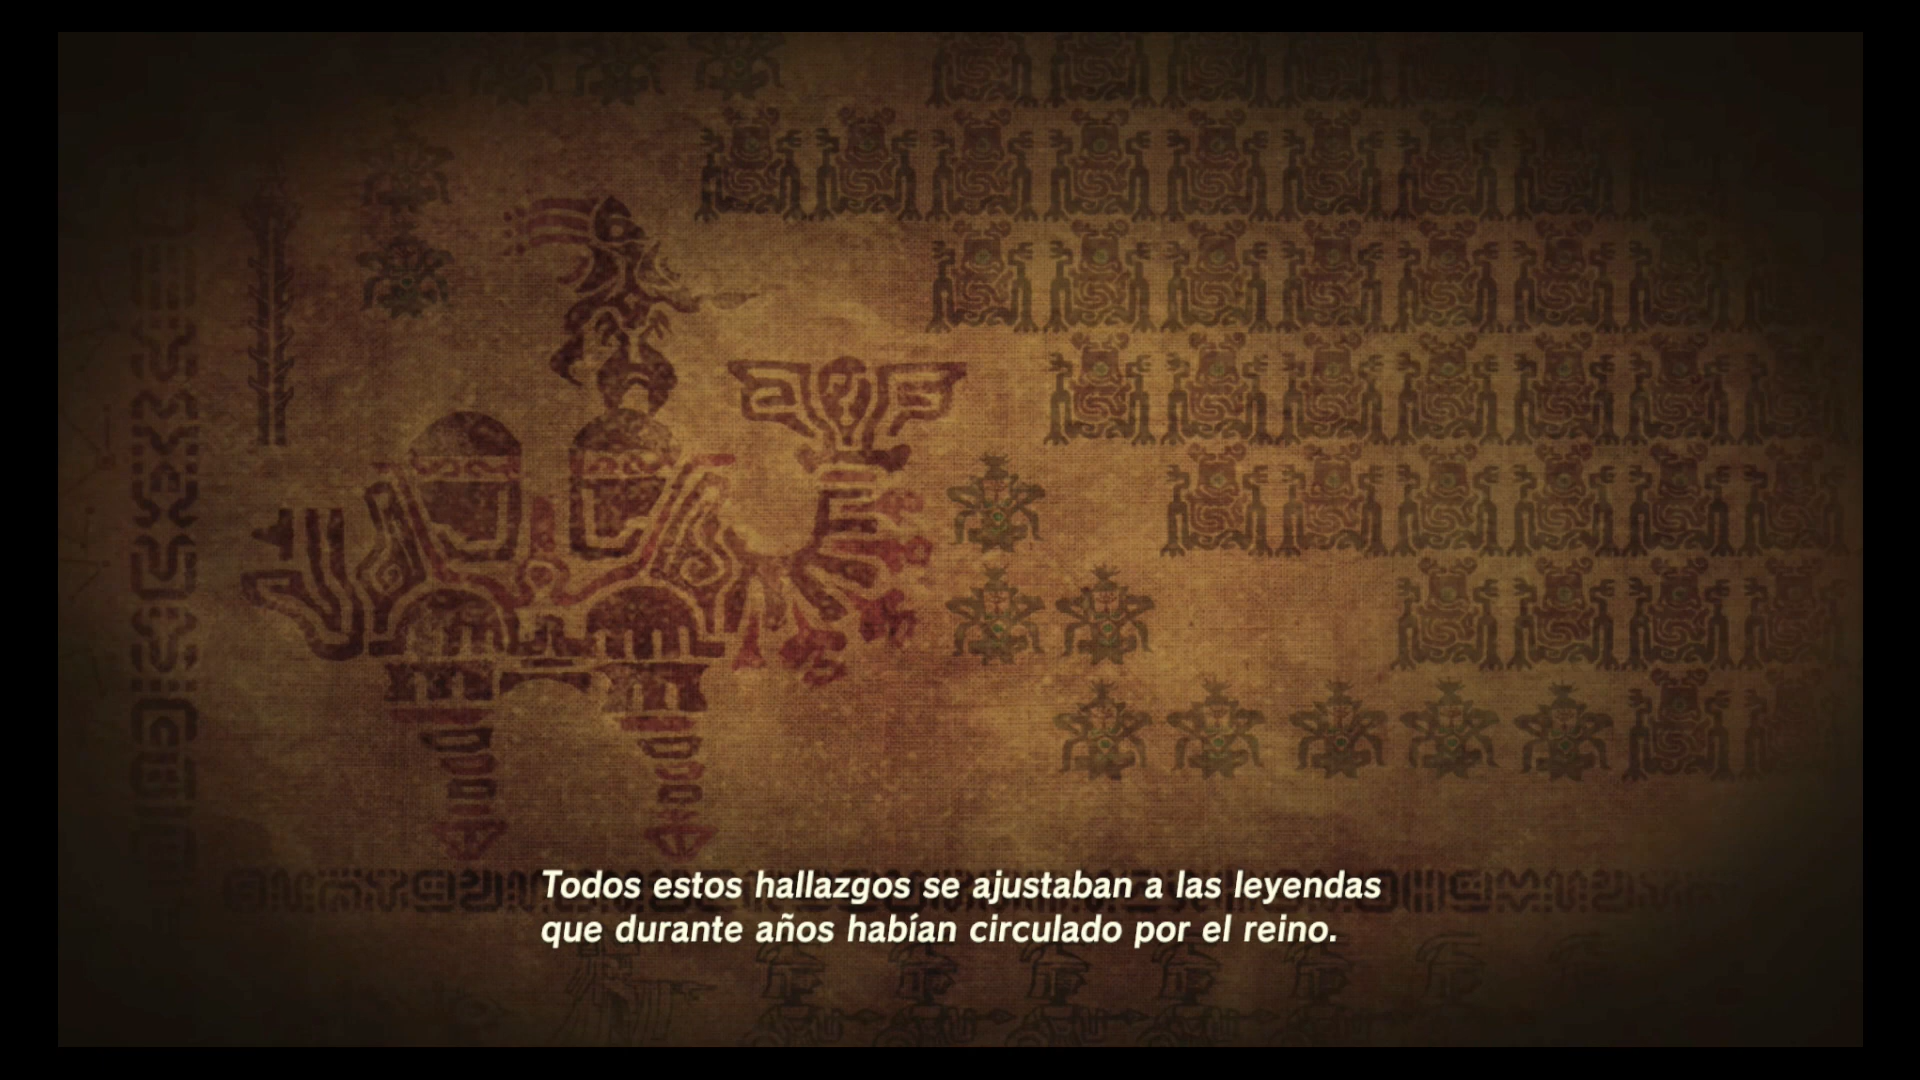 Todos estos hallazgos se ajustaban a las leyendas
que durante años habían circulado por el reino.